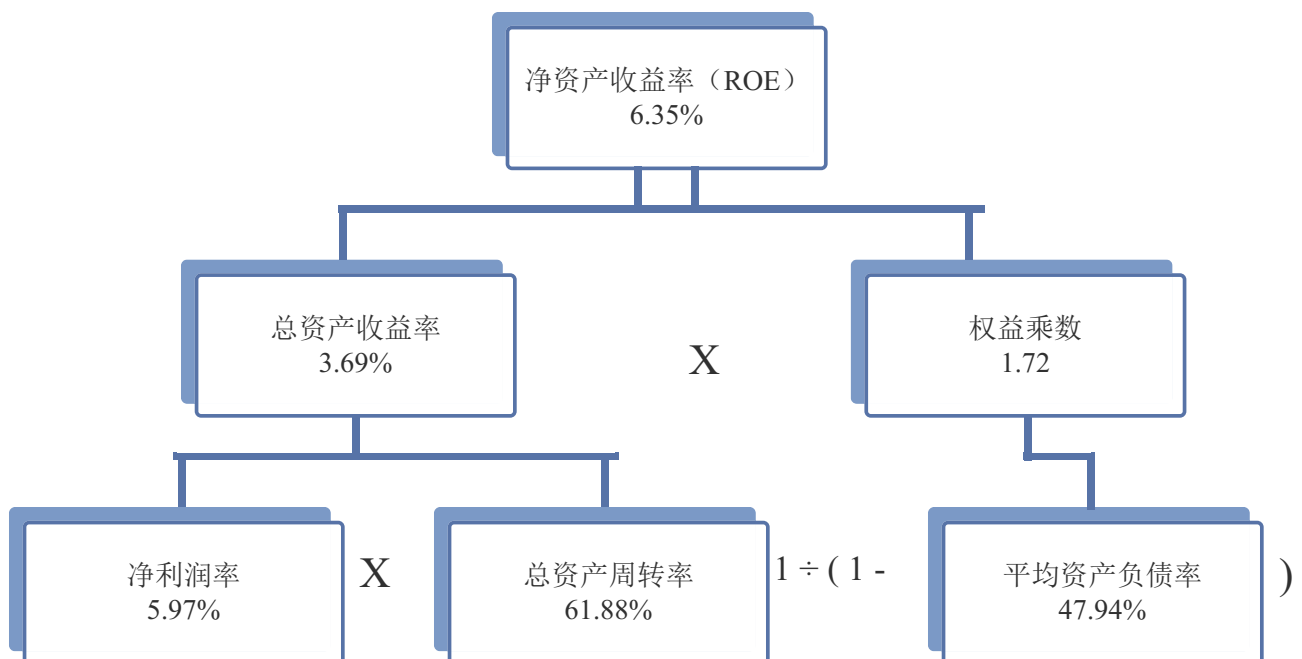 净资产收益率（ROE）
6.35%
总资产收益率
3.69%
X
权益乘数
1.72
净利润率
5.97%
X
总资产周转率
61.88%
1 ÷ ( 1 -
平均资产负债率
47.94%
)